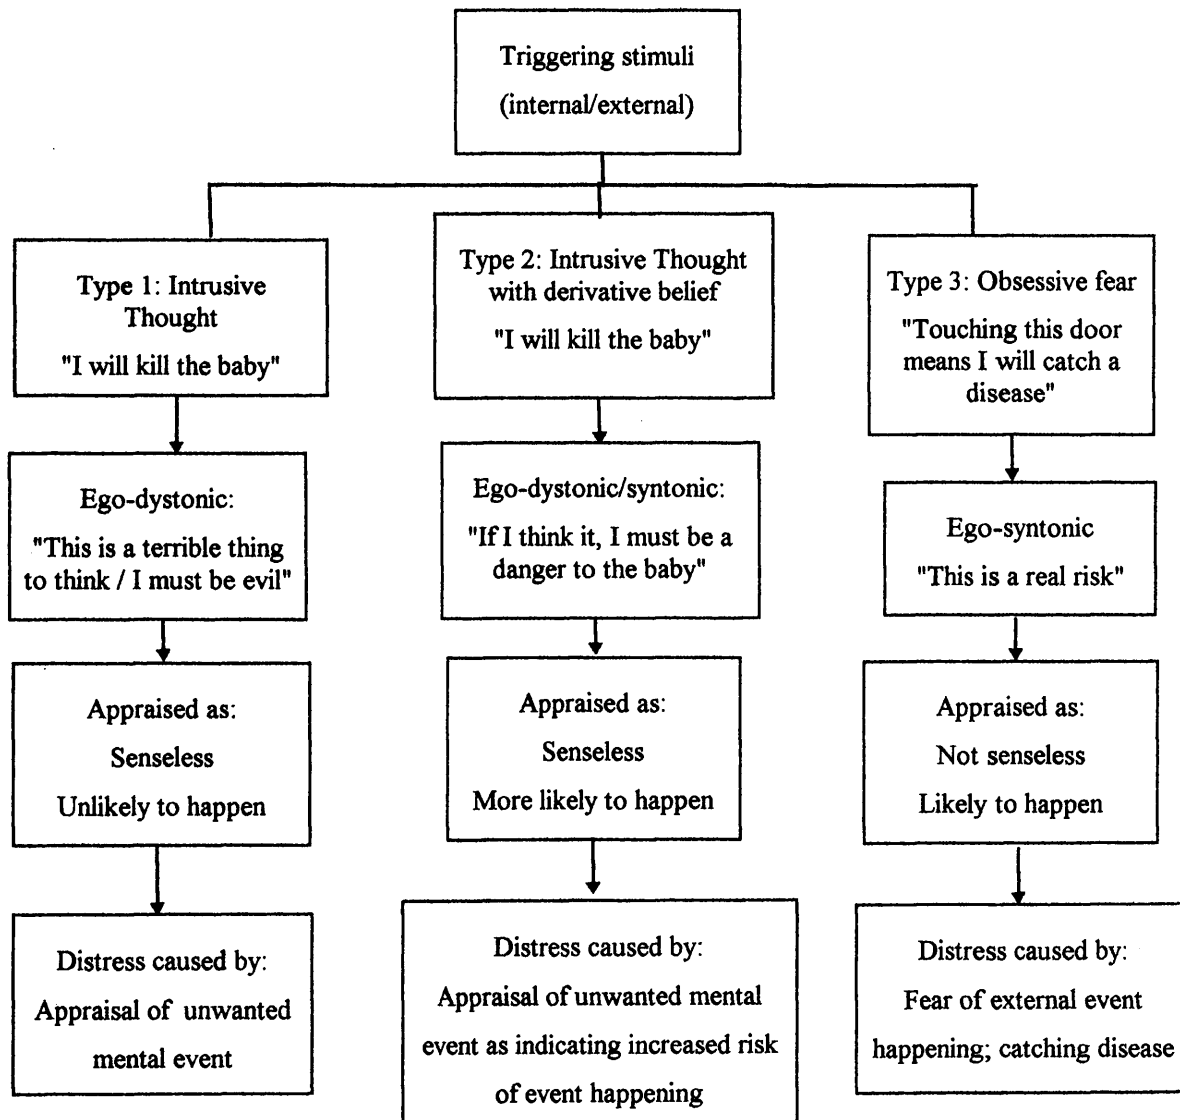 Triggering stimuli
(internal/external)
Type 1: Intrusive
Thought
"I will kill the baby"
Ego-dystonic:
"This is a terrible thing
to think / I must be evil"
Appraised as:
Senseless
Unlikely to happen
Distress caused by:
Appraisal of unwanted
mental event
Type 2: Intrusive Thought
with derivative belief
"I will kill the baby"
Ego-dystonic/syntonic:
"If I think it, I must be a
danger to the baby"
Appraised as:
Senseless
More likely to happen
Distress caused by:
Appraisal of unwanted mental
event as indicating increased risk
of event happening
Type 3: Obsessive fear
"Touching this door
means I will catch a
disease"
Ego-syntonic
"This is a real risk"
Appraised as:
Not senseless
Likely to happen
Distress caused by:
Fear of external event
happening; catching disease